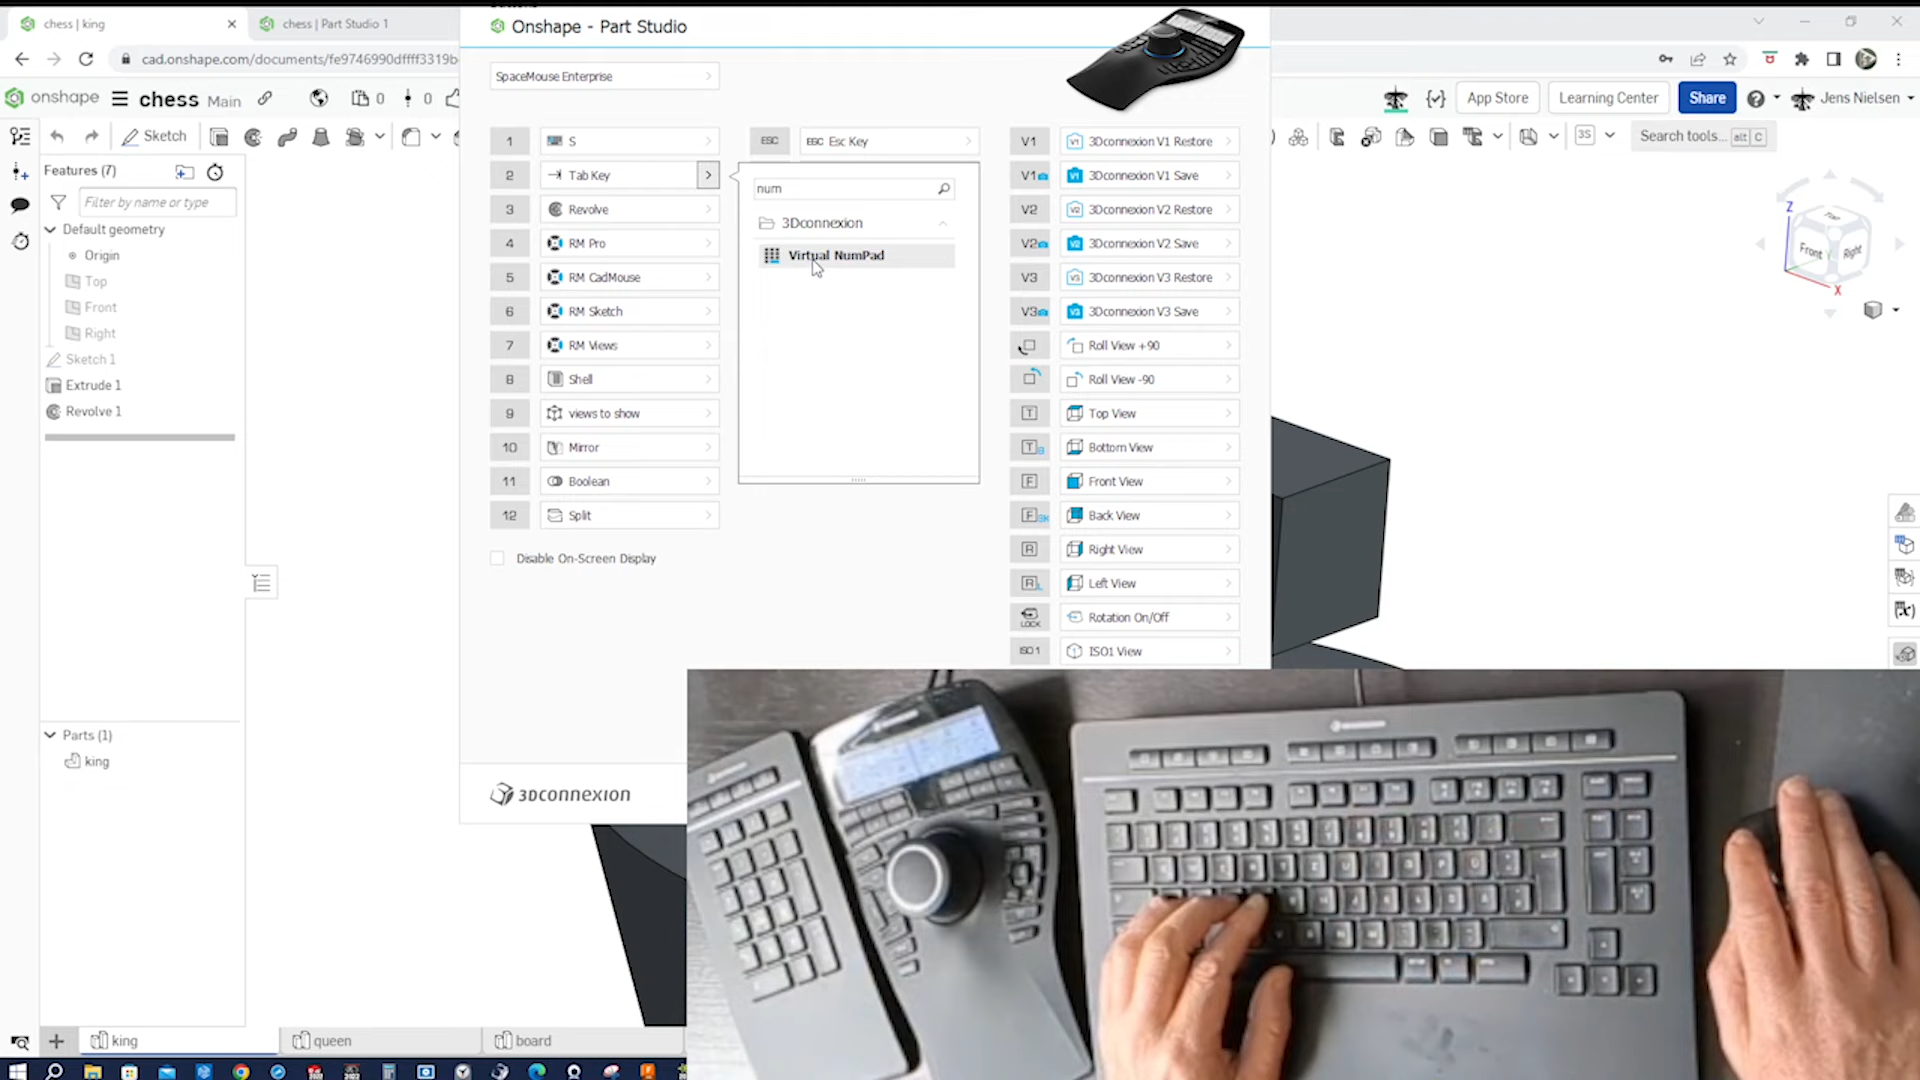 chess | king
chess | Part Studio 1
Onshape - Part Studio
cad.onshape.com/documents/fe9746990dffff3319b
onshape
chess Main
0
0
App Store
Learning Center
Share
Jens Nielsen
Sketch
Search tools... alt C
Features (7)
Filter by name or type
Default geometry
Origin
Top
Front
Right
Sketch 1
Extrude 1
Revolve 1
Parts (1)
king
SpaceMouse Enterprise
1 S
2 Tab Key
3 Revolve
4 RM Pro
5 RM CadMouse
6 RM Sketch
7 RM Views
8 Shell
9 views to show
10 Mirror
11 Boolean
12 Split
Disable On-Screen Display
ESC ESC Esc Key
num
3Dconnexion
Virtual NumPad
V1 3Dconnexion V1 Restore
V1 3Dconnexion V1 Save
V2 3Dconnexion V2 Restore
V2 3Dconnexion V2 Save
V3 3Dconnexion V3 Restore
V3 3Dconnexion V3 Save
Roll View +90
Roll View -90
T Top View
T Bottom View
F Front View
F Back View
R Right View
R Left View
LOCK Rotation On/Off
ISO1 ISO1 View
Z
Front
Right
X
3Dconnexion
king
queen
board